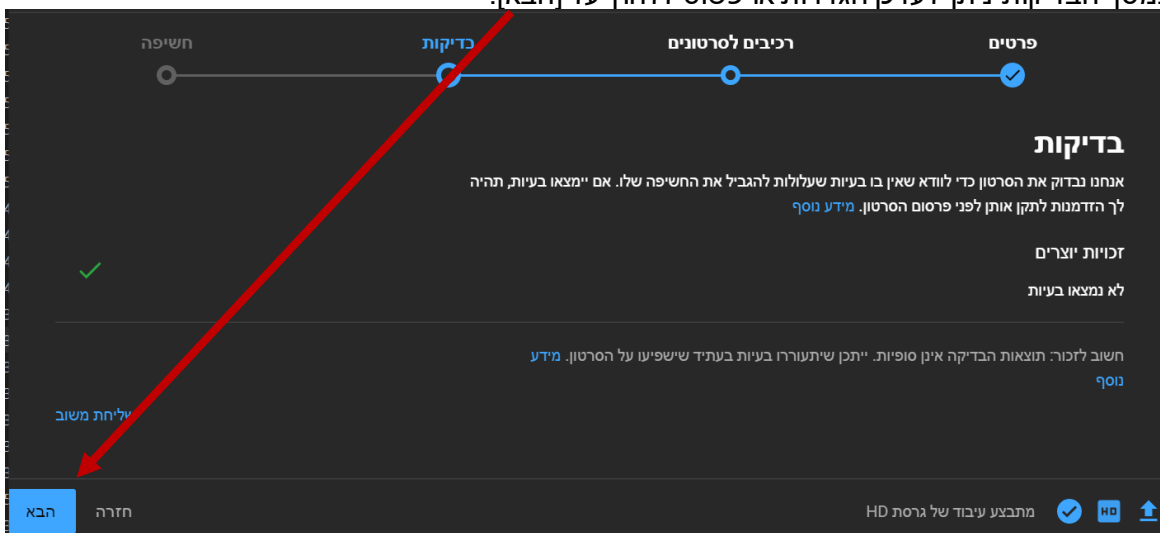 פרטים
רכיבים לסרטונים
בדיקות
חשיפה
בדיקות
אנחנו נבדוק את הסרטון כדי לוודא שאין בו בעיות שעלולות להגביל את החשיפה שלו. אם יימצאו בעיות, תהיה
לך הזדמנות לתקן אותן לפני פרסום הסרטון. מידע נוסף
זכויות יוצרים
לא נמצאו בעיות
חשוב לזכור: תוצאות הבדיקה אינן סופיות. ייתכן שיתעוררו בעיות בעתיד שישפיעו על הסרטון. מידע
נוסף
שליחת משוב
HD
מתבצע עיבוד של גרסת HD
חזרה
הבא